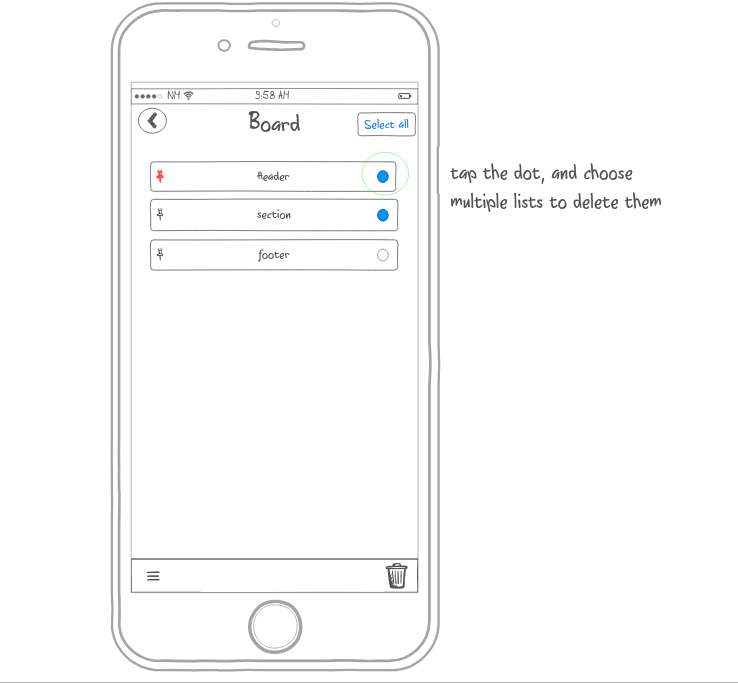 NM 9:58 AM
Board
Select all
Header
section
footer
tap the dot, and choose
multiple lists to delete them